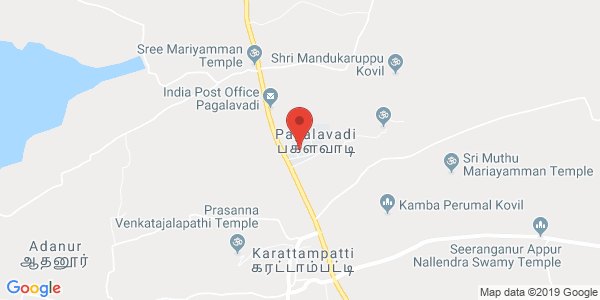 Sree Mariyamman
Temple
Shri Mandukaruppu
Kovil
India Post Office
Pagalavadi
Pagalavadi
பகளவாடி
Sri Muthu
Mariayamman Temple
Kamba Perumal Kovil
Prasanna
Venkatajalapathi Temple
Adanur
ஆதனூர்
Karattampatti
கரட்டாம்பட்டி
Seeranganur Appur
Nallendra Swamy Temple
Google
Map data ©2019 Google